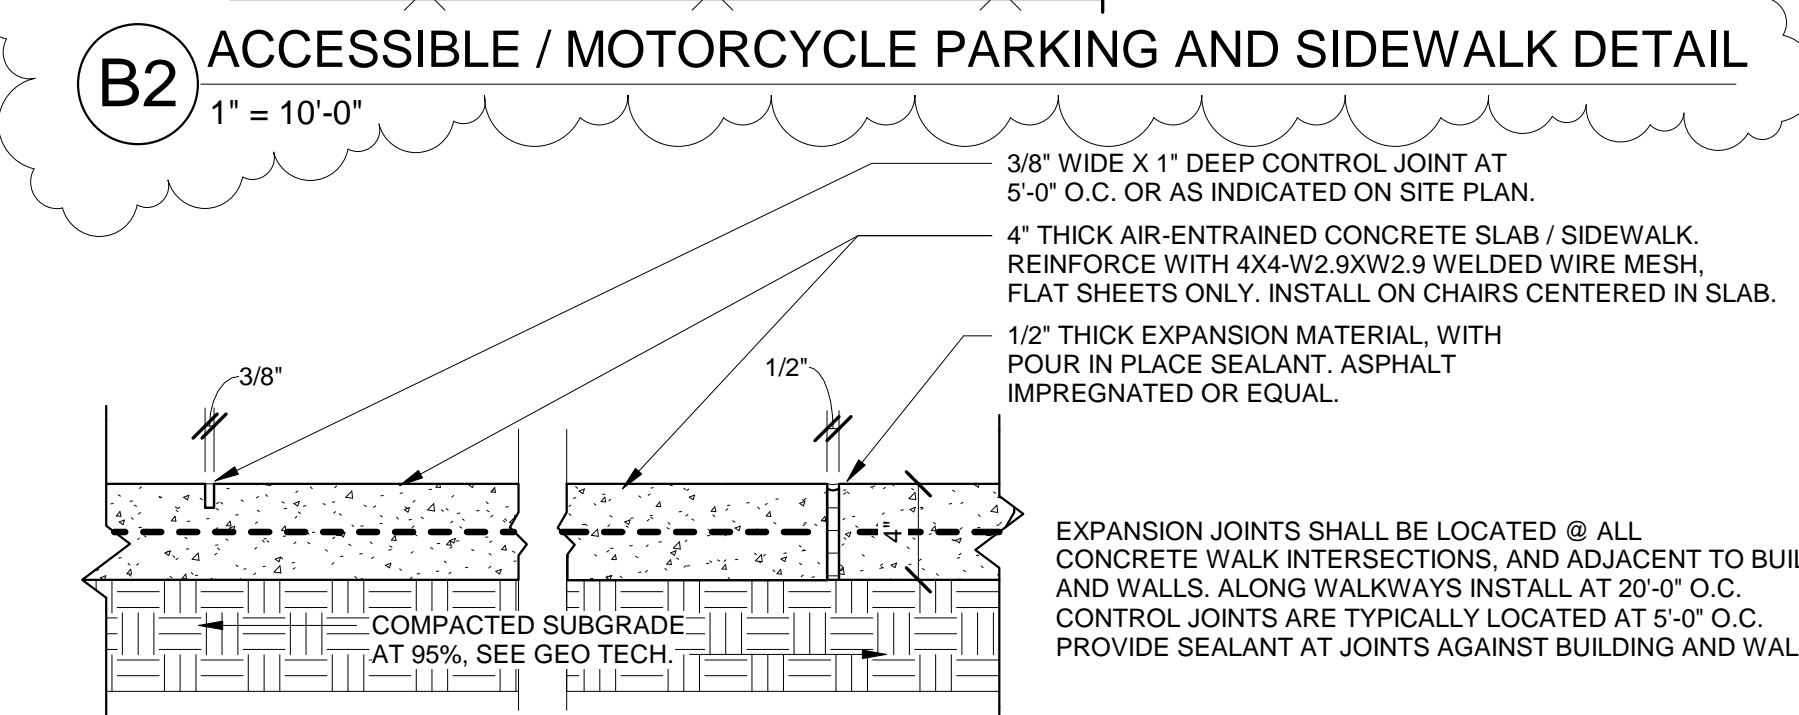 B2
ACCESSIBLE / MOTORCYCLE PARKING AND SIDEWALK DETAIL
1" = 10'-0"
3/8" WIDE X 1" DEEP CONTROL JOINT AT
5'-0" O.C. OR AS INDICATED ON SITE PLAN.
4" THICK AIR-ENTRAINED CONCRETE SLAB / SIDEWALK.
REINFORCE WITH 4X4-W2.9XW2.9 WELDED WIRE MESH,
FLAT SHEETS ONLY. INSTALL ON CHAIRS CENTERED IN SLAB.
1/2" THICK EXPANSION MATERIAL, WITH
POUR IN PLACE SEALANT. ASPHALT
IMPREGNATED OR EQUAL.
3/8"
1/2"
4"
EXPANSION JOINTS SHALL BE LOCATED @ ALL
CONCRETE WALK INTERSECTIONS, AND ADJACENT TO
AND WALLS. ALONG WALKWAYS INSTALL AT 20'-0" O.C.
CONTROL JOINTS ARE TYPICALLY LOCATED AT 5'-0" O.C.
PROVIDE SEALANT AT JOINTS AGAINST BUILDING AND
COMPACTED SUBGRADE
AT 95%, SEE GEO TECH.